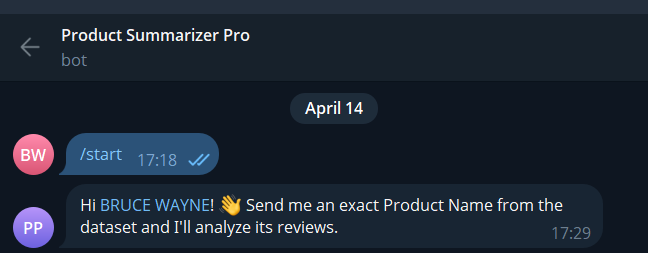 Product Summarizer Pro
bot
April 14
BW
/start 17:18
Hi BRUCE WAYNE! 👋 Send me an exact Product Name from the
PP
dataset and I'll analyze its reviews.
17:29